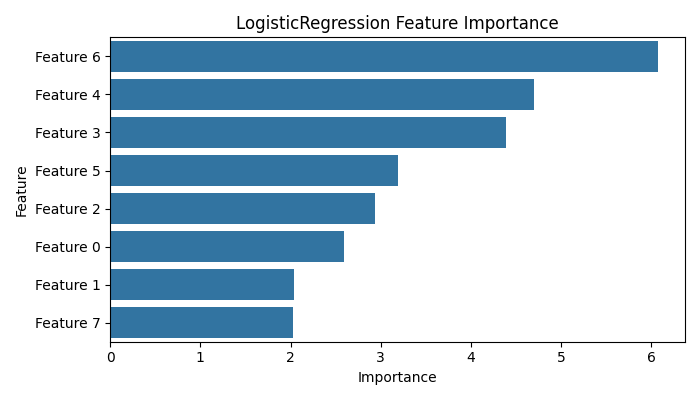 LogisticRegression Feature Importance
Feature
Feature 6
Feature 4
Feature 3
Feature 5
Feature 2
Feature 0
Feature 1
Feature 7
0 1 2 3 4 5 6
Importance